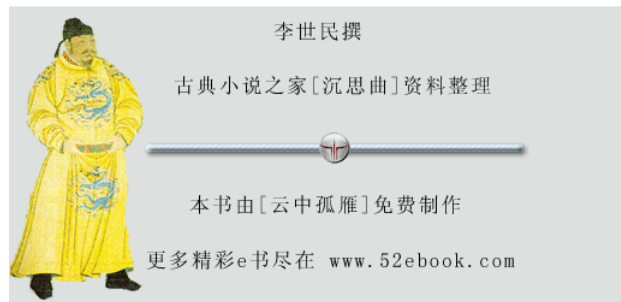 李世民撰
古典小说之家[沉思曲]资料整理
本书由[云中孤雁]免费制作
更多精彩e书尽在 www.52ebook.com